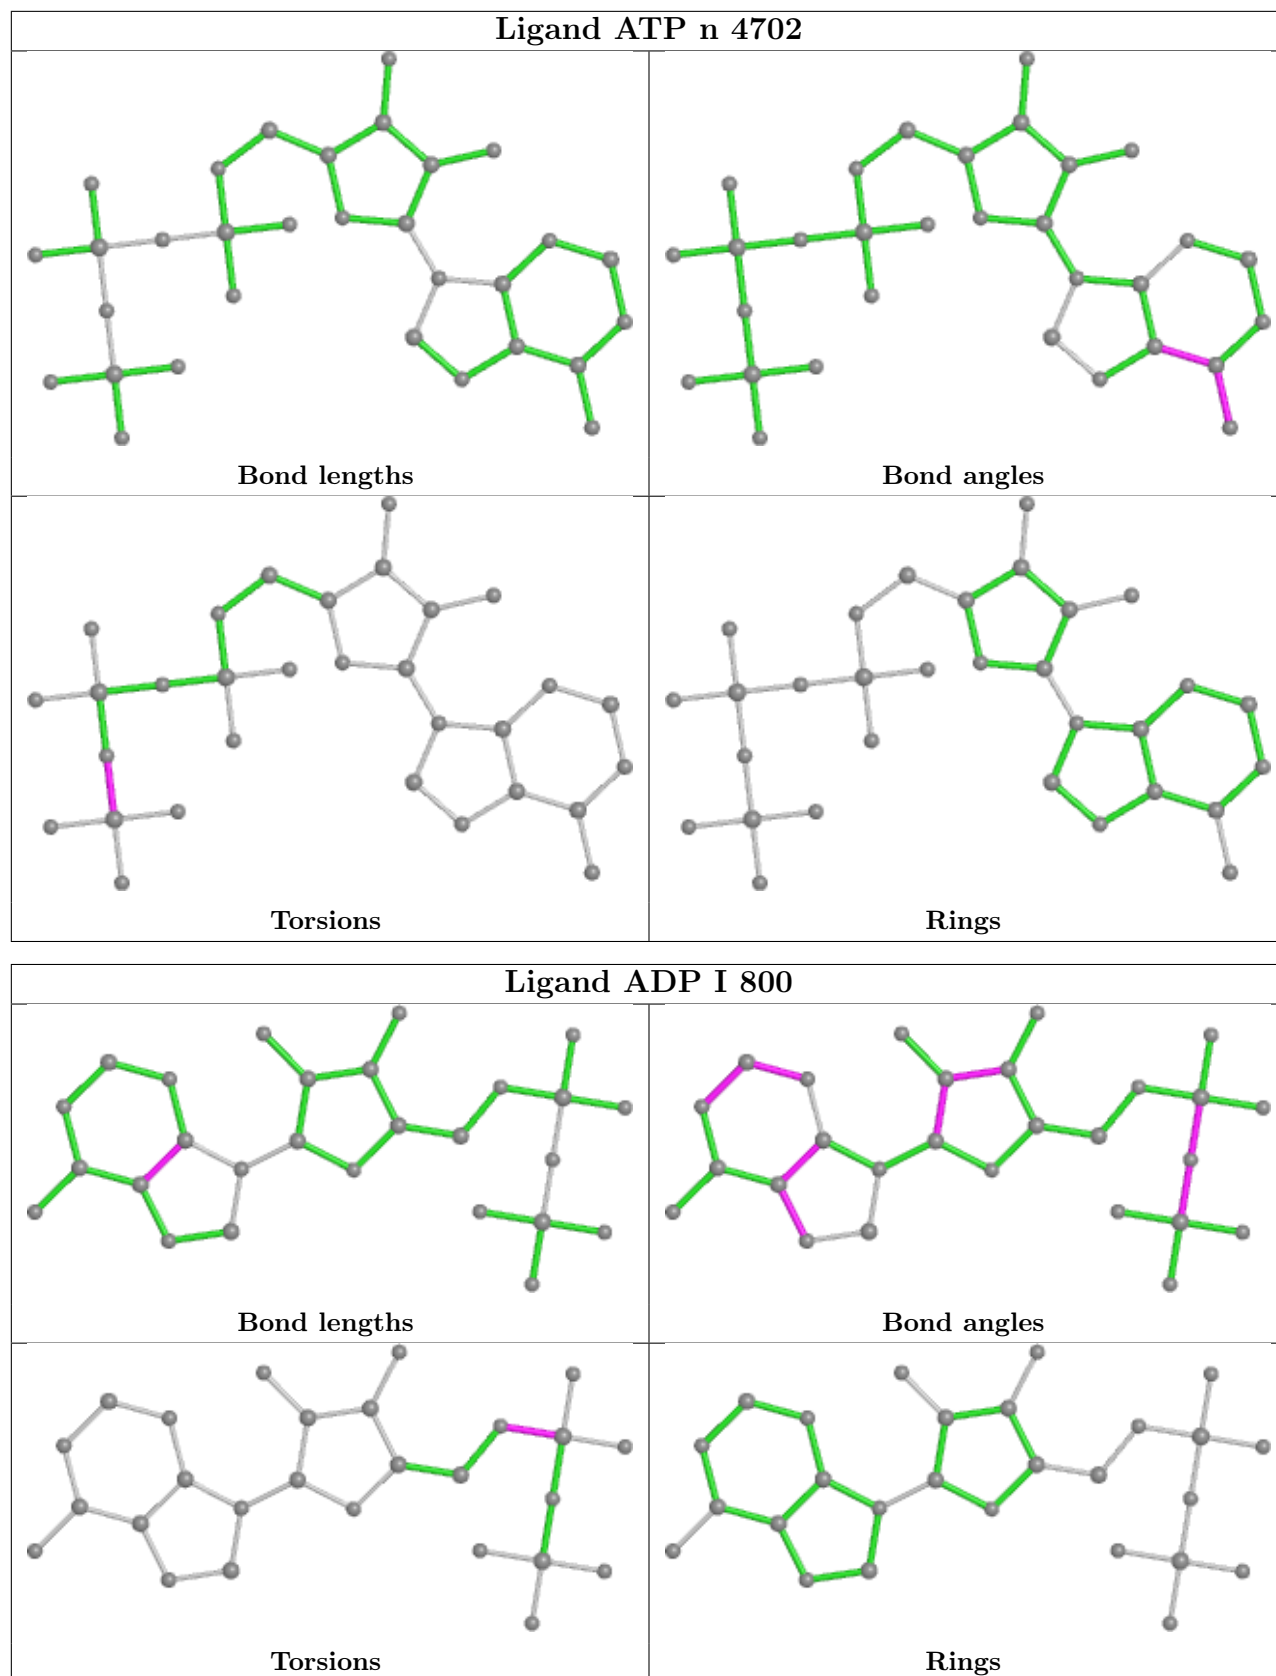 Ligand ATP n 4702
Bond lengths
Bond angles
Torsions
Rings
Ligand ADP I 800
Bond lengths
Bond angles
Torsions
Rings